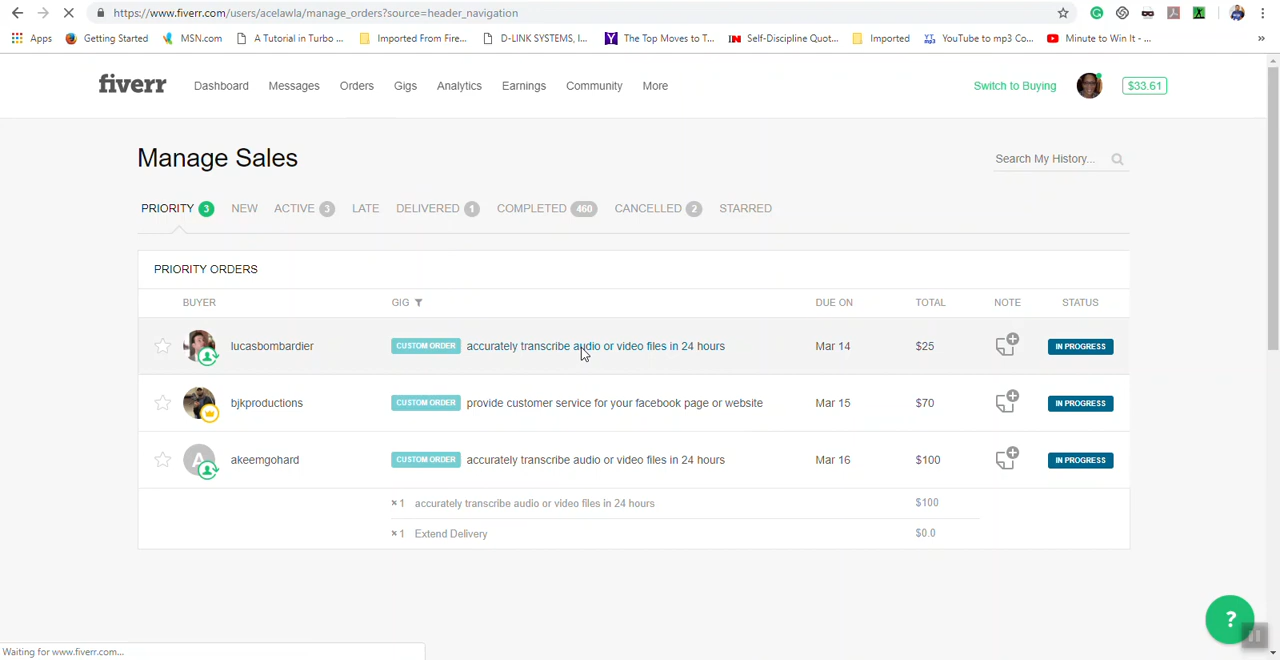 https://www.fiverr.com/users/acelawla/manage_orders?source=header_navigation
Apps Getting Started MSN.com A Tutorial in Turbo ... Imported From Fire... D-LINK SYSTEMS, I... The Top Moves to T... Self-Discipline Quot... Imported YouTube to mp3 Co... Minute to Win It - ... »
fiverr Dashboard Messages Orders Gigs Analytics Earnings Community More Switch to Buying $33.61
Manage Sales Search My History...
PRIORITY 3 NEW ACTIVE 3 LATE DELIVERED 1 COMPLETED 460 CANCELLED 2 STARRED
PRIORITY ORDERS
BUYER GIG DUE ON TOTAL NOTE STATUS
lucasbombardier CUSTOM ORDER accurately transcribe audio or video files in 24 hours Mar 14 $25 IN PROGRESS
bjkproductions CUSTOM ORDER provide customer service for your facebook page or website Mar 15 $70 IN PROGRESS
A akeemgohard CUSTOM ORDER accurately transcribe audio or video files in 24 hours Mar 16 $100 IN PROGRESS
× 1 accurately transcribe audio or video files in 24 hours $100
× 1 Extend Delivery $0.0
?
Waiting for www.fiverr.com...